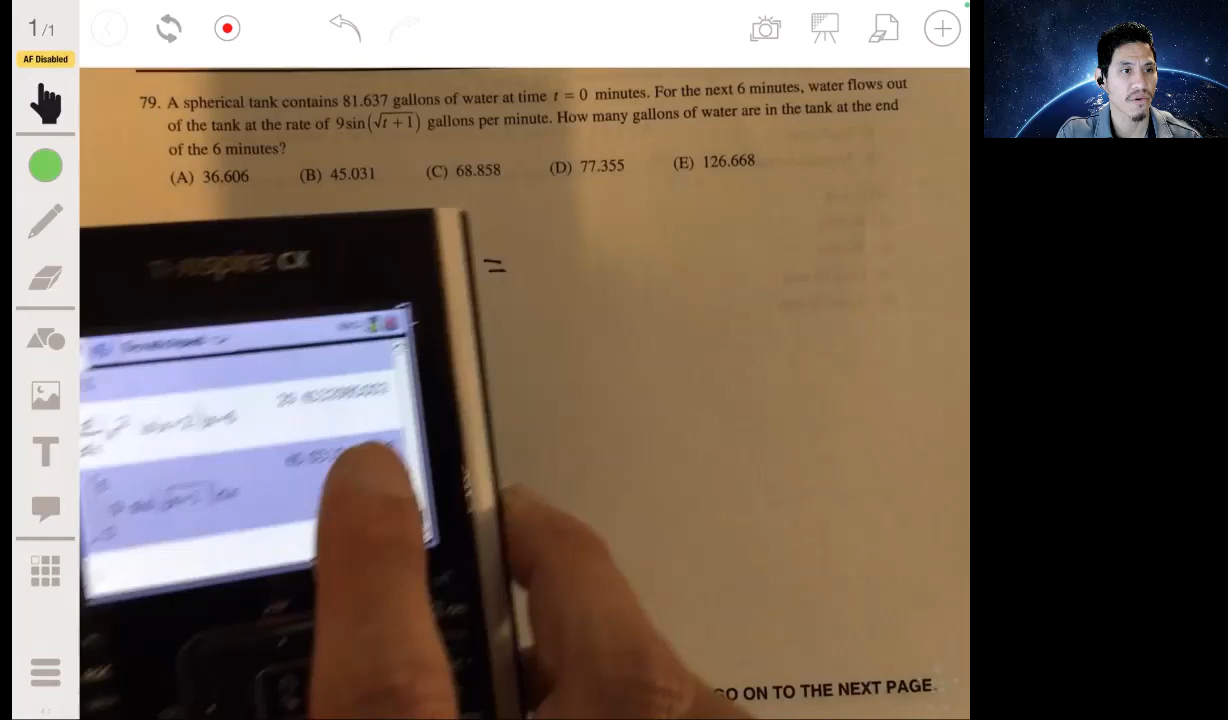 1/1
AF Disabled
79. A spherical tank contains 81.637 gallons of water at time t = 0 minutes. For the next 6 minutes, water flows out
of the tank at the rate of 9 sin(√(t + 1)) gallons per minute. How many gallons of water are in the tank at the end
of the 6 minutes?
(A) 36.606 (B) 45.031 (C) 68.858 (D) 77.355 (E) 126.668
nspire CX
=
GO ON TO THE NEXT PAGE.
T